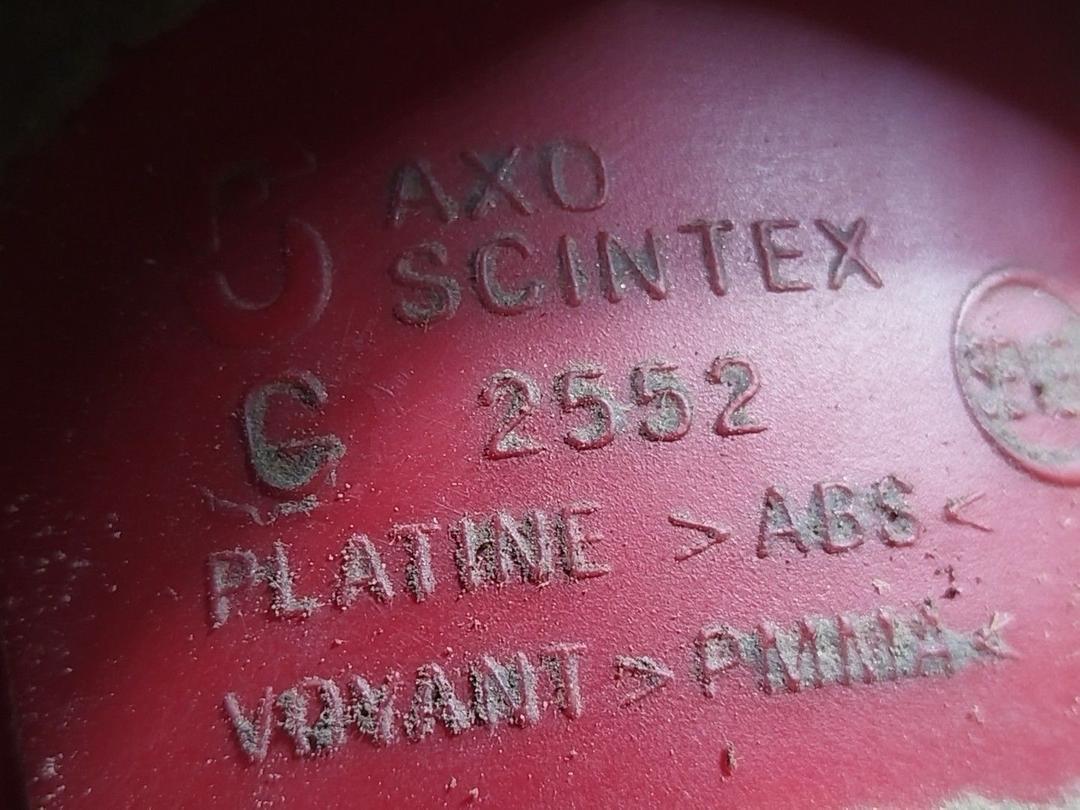 AXO
SCINTEX
G 2552
PLATINE >ABS<
VOYANT >PMMA<